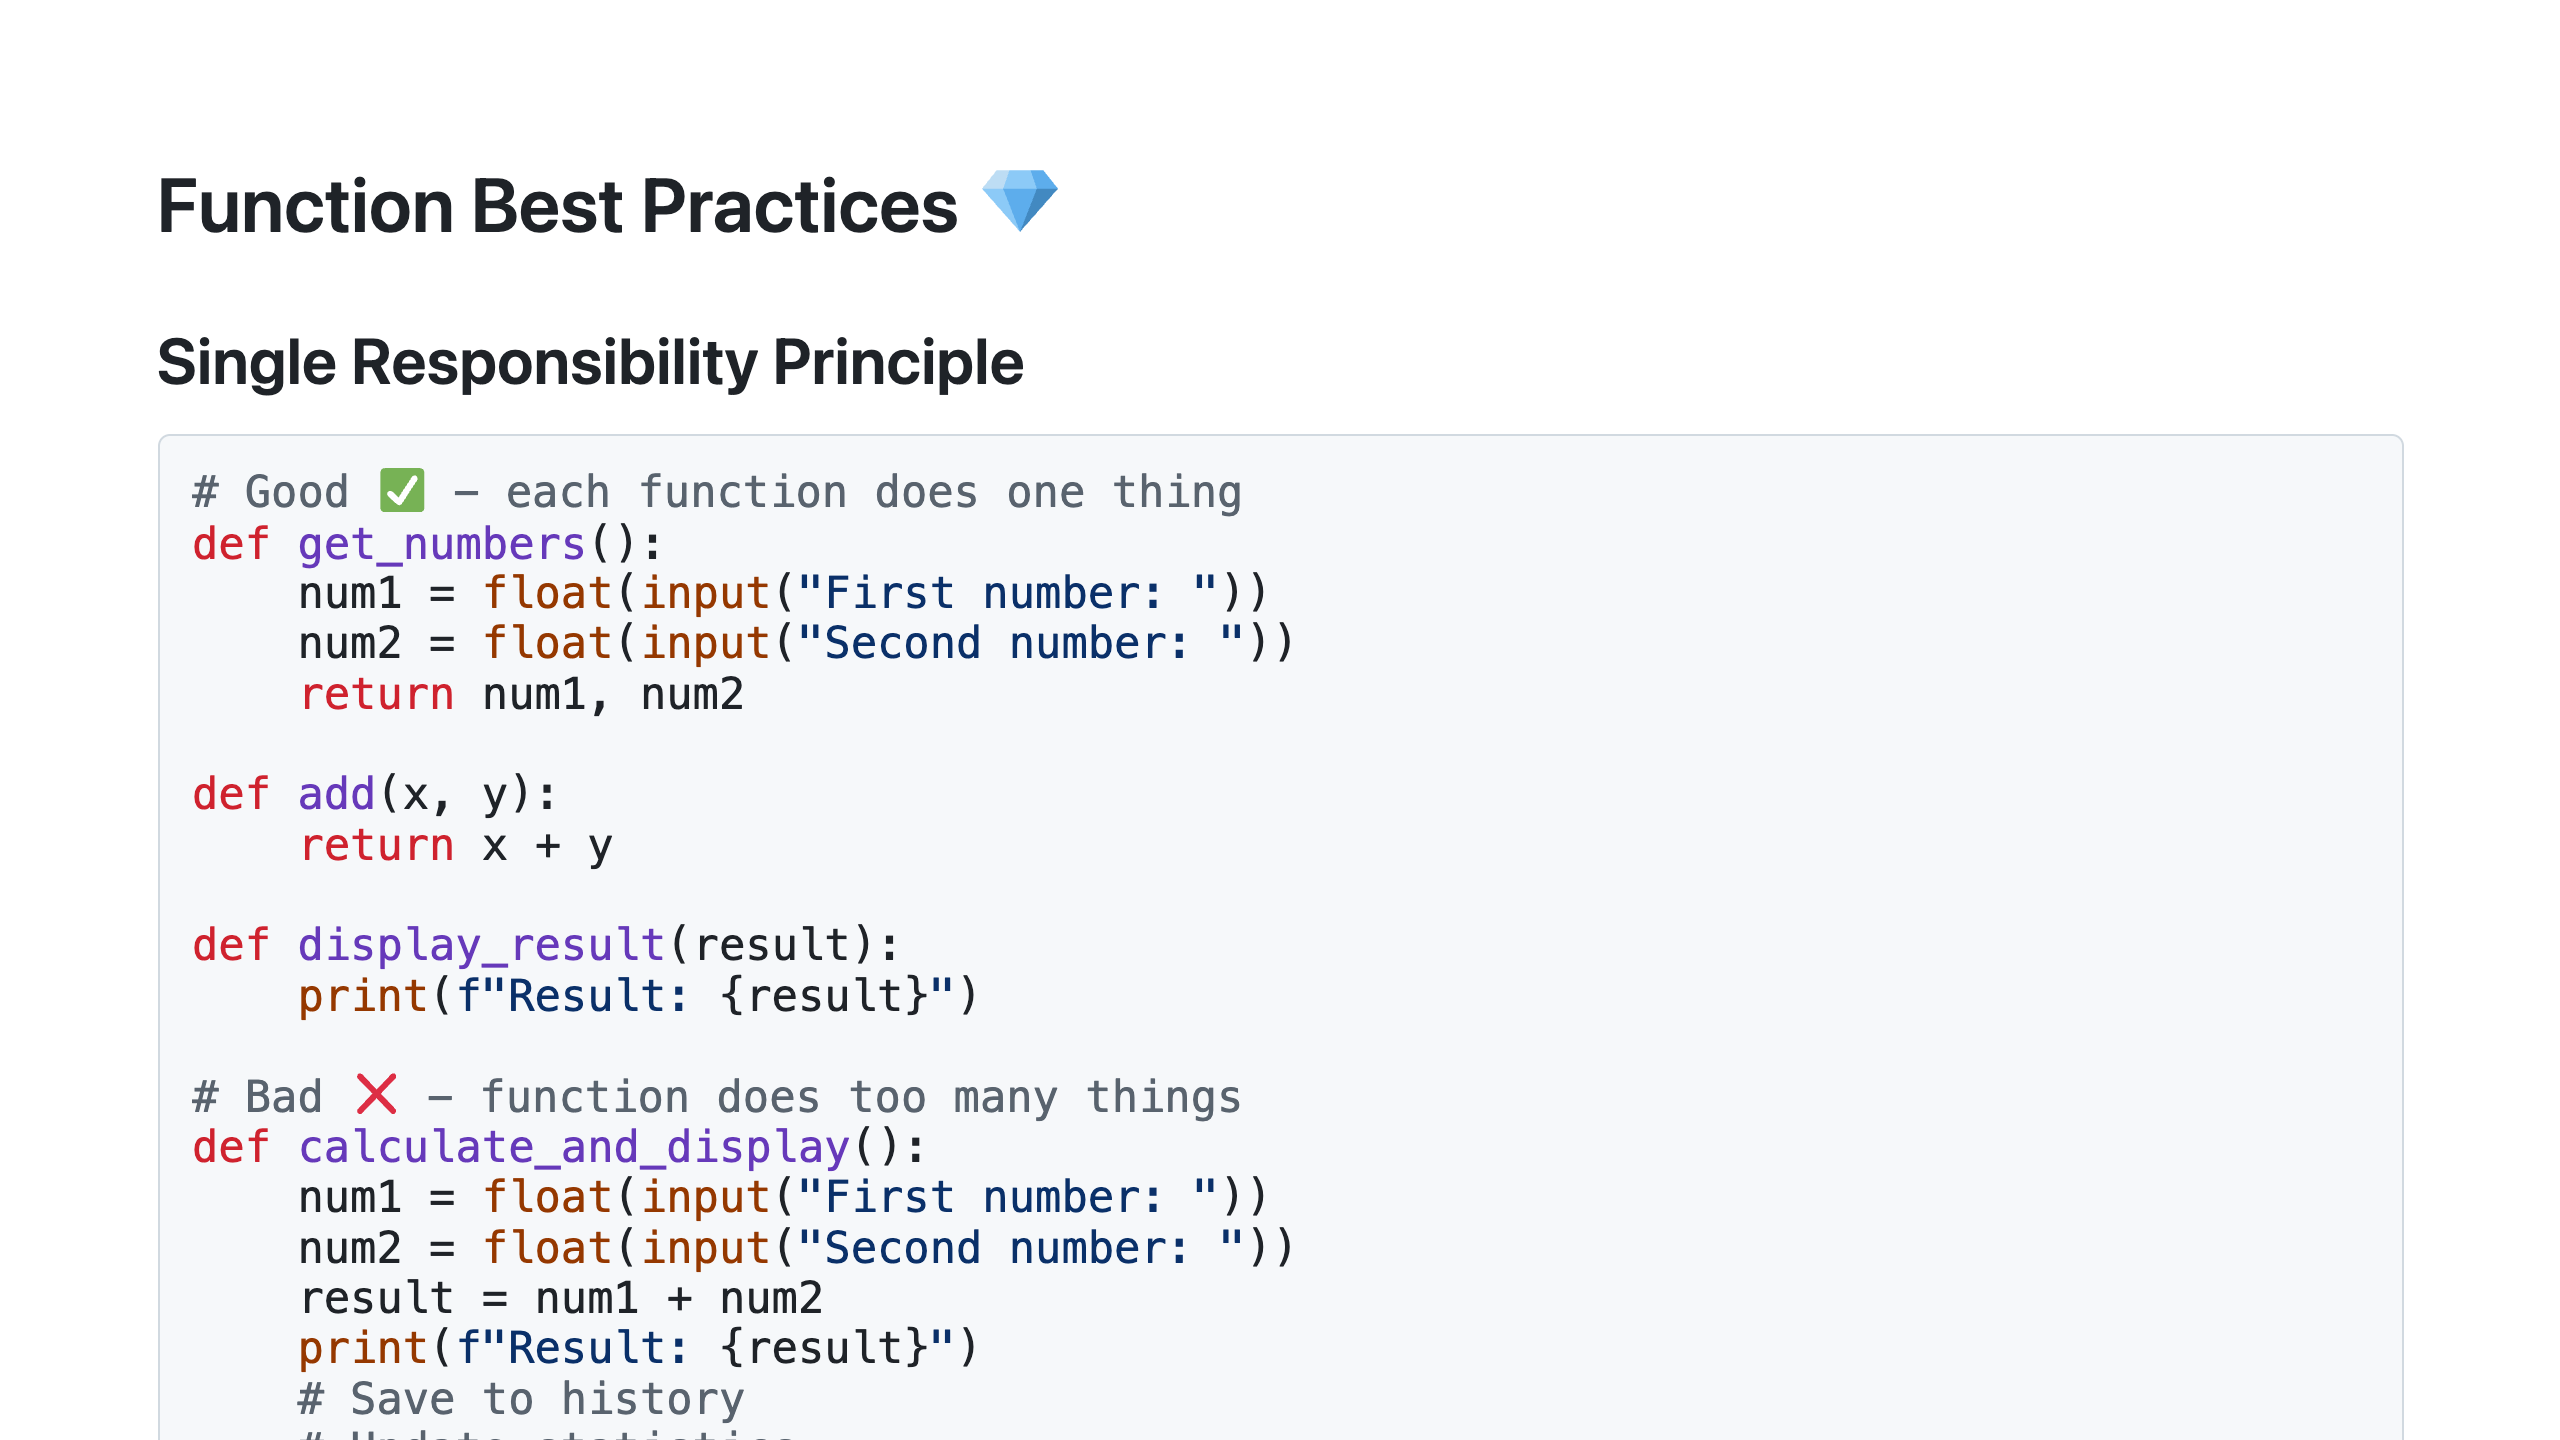 Function Best Practices 💎
Single Responsibility Principle
# Good ✅ – each function does one thing
def get_numbers():
    num1 = float(input("First number: "))
    num2 = float(input("Second number: "))
    return num1, num2
def add(x, y):
    return x + y
def display_result(result):
    print(f"Result: {result}")
# Bad ❌ – function does too many things
def calculate_and_display():
    num1 = float(input("First number: "))
    num2 = float(input("Second number: "))
    result = num1 + num2
    print(f"Result: {result}")
    # Save to history
    # Update statistics